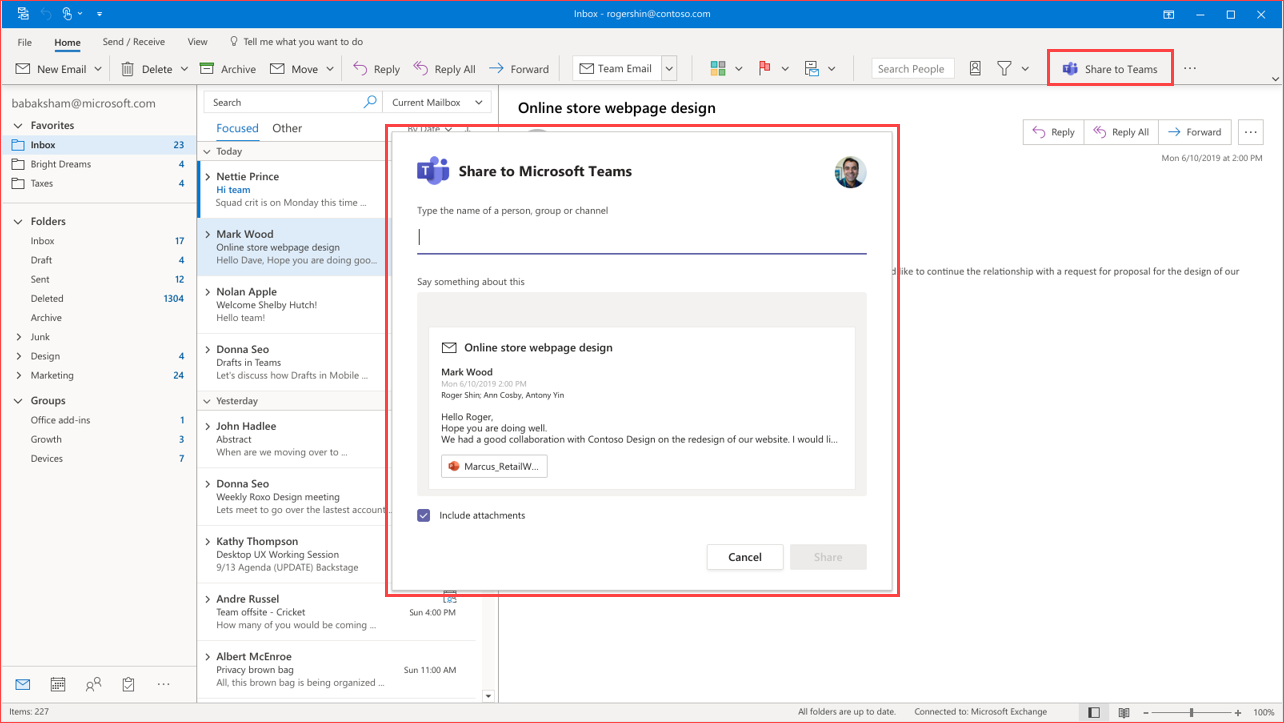 Inbox - rogershin@contoso.com
File Home Send / Receive View Tell me what you want to do
New Email Delete Archive Move Reply Reply All Forward Team Email Search People Share to Teams ...
babaksham@microsoft.com
Favorites
Inbox 23
Bright Dreams 4
Taxes 4
Folders
Inbox 17
Draft 4
Sent 12
Deleted 1304
Archive
Junk
Design 4
Marketing 24
Groups
Office add-ins 1
Growth 3
Devices 7
...
Search Current Mailbox
Focused Other By Date
Today
Nettie Prince
Hi team
Squad crit is on Monday this time ...
Mark Wood
Online store webpage design
Hello Dave, Hope you are doing goo...
Nolan Apple
Welcome Shelby Hutch!
Hello team!
Donna Seo
Drafts in Teams
Let's discuss how Drafts in Mobile ...
Yesterday
John Hadlee
Abstract
When are we moving over to ...
Donna Seo
Weekly Roxo Design meeting
Lets meet to go over the lastest account
Kathy Thompson
Desktop UX Working Session
9/13 Agenda (UPDATE) Backstage
Andre Russel
Team offsite - Cricket Sun 4:00 PM
How many of you would be coming ...
Albert McEnroe
Privacy brown bag Sun 11:00 AM
All, this brown bag is being organized ...
Online store webpage design
Reply Reply All Forward ...
Mon 6/10/2019 at 2:00 PM
like to continue the relationship with a request for proposal for the design of our
Share to Microsoft Teams
Type the name of a person, group or channel
Say something about this
Online store webpage design
Mark Wood
Mon 6/10/2019 2:00 PM
Roger Shin; Ann Cosby, Antony Yin
Hello Roger,
Hope you are doing well.
We had a good collaboration with Contoso Design on the redesign of our website. I would li...
Marcus_RetailW...
Include attachments
Cancel Share
Items: 227 All folders are up to date. Connected to: Microsoft Exchange 100%